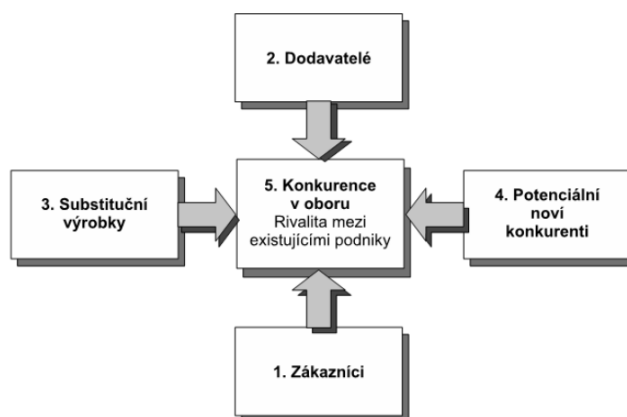 2. Dodavatelé
3. Substituční
výrobky
5. Konkurence
v oboru
Rivalita mezi
existujícími podniky
4. Potenciální
noví
konkurenti
1. Zákazníci